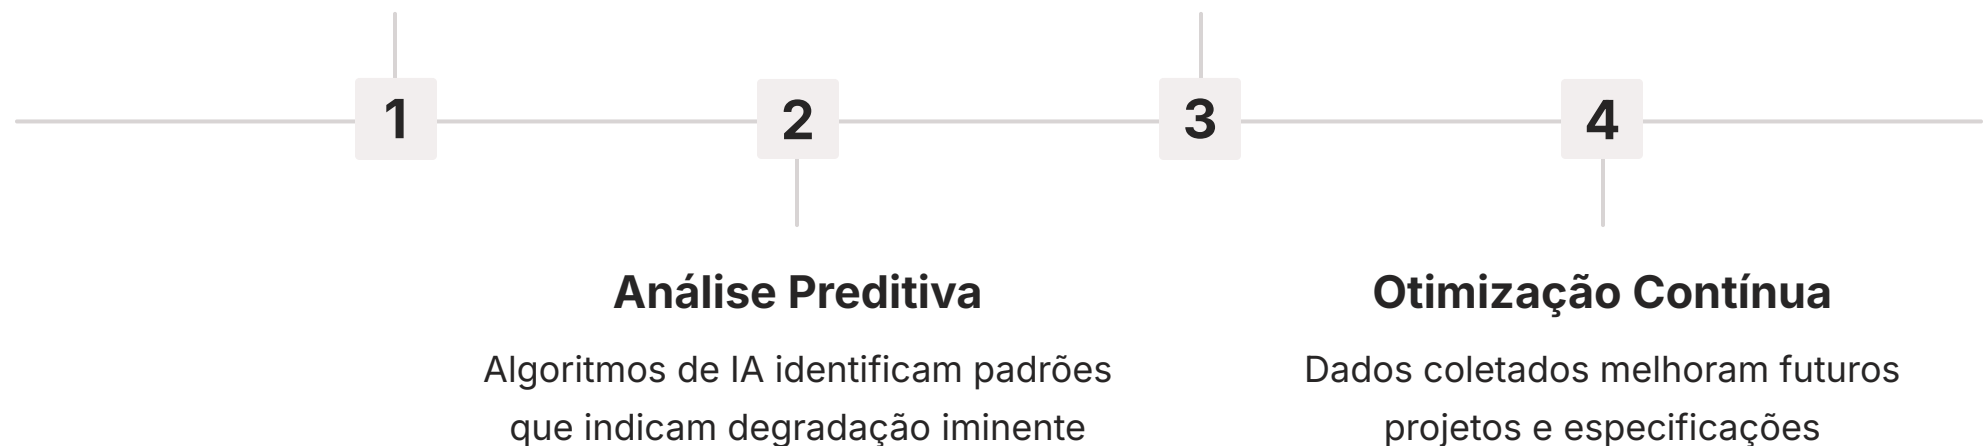 1
2
3
4
Análise Preditiva
Algoritmos de IA identificam padrões
que indicam degradação iminente
Otimização Contínua
Dados coletados melhoram futuros
projetos e especificações